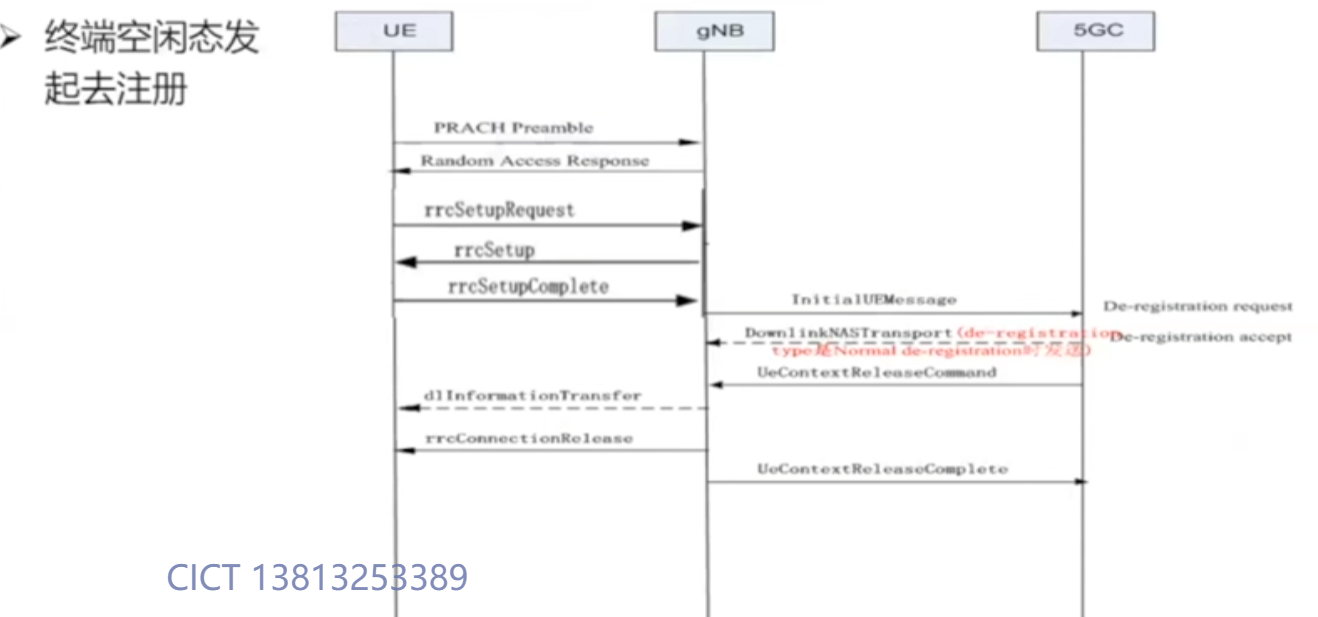 ➢ 终端空闲态发
起去注册
UE
gNB
5GC
PRACH Preamble
Random Access Response
rrcSetupRequest
rrcSetup
rrcSetupComplete
InitialUEMessage
De-registration request
DownlinkNASTransport(de-registration
De-registration accept
type是Normal de-registration时发送)
UeContextReleaseCommand
dlInformationTransfer
rrcConnectionRelease
UeContextReleaseComplete
CICT 13813253389